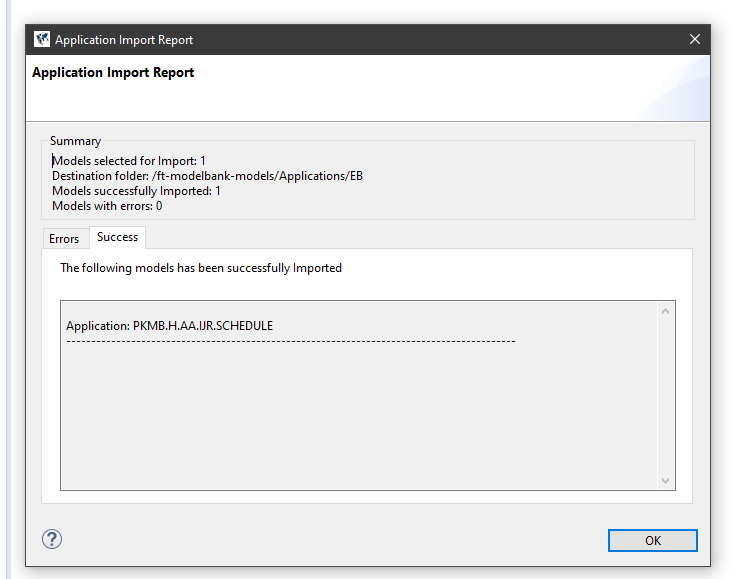 Application Import Report
Application Import Report
Summary
Models selected for Import: 1
Destination folder: /ft-modelbank-models/Applications/EB
Models successfully Imported: 1
Models with errors: 0
Errors
Success
The following models has been successfully Imported
Application: PKMB.H.AA.IJR.SCHEDULE
------------------------------------------------------------------------------------------
?
OK